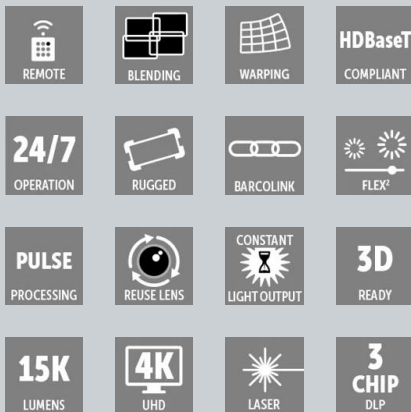 REMOTE
BLENDING
WARPING
HDBaseT
COMPLIANT
24/7
OPERATION
RUGGED
BARCOLINK
FLEX²
PULSE
PROCESSING
REUSE LENS
CONSTANT
LIGHT OUTPUT
3D
READY
15K
LUMENS
4K
UHD
LASER
3
CHIP
DLP